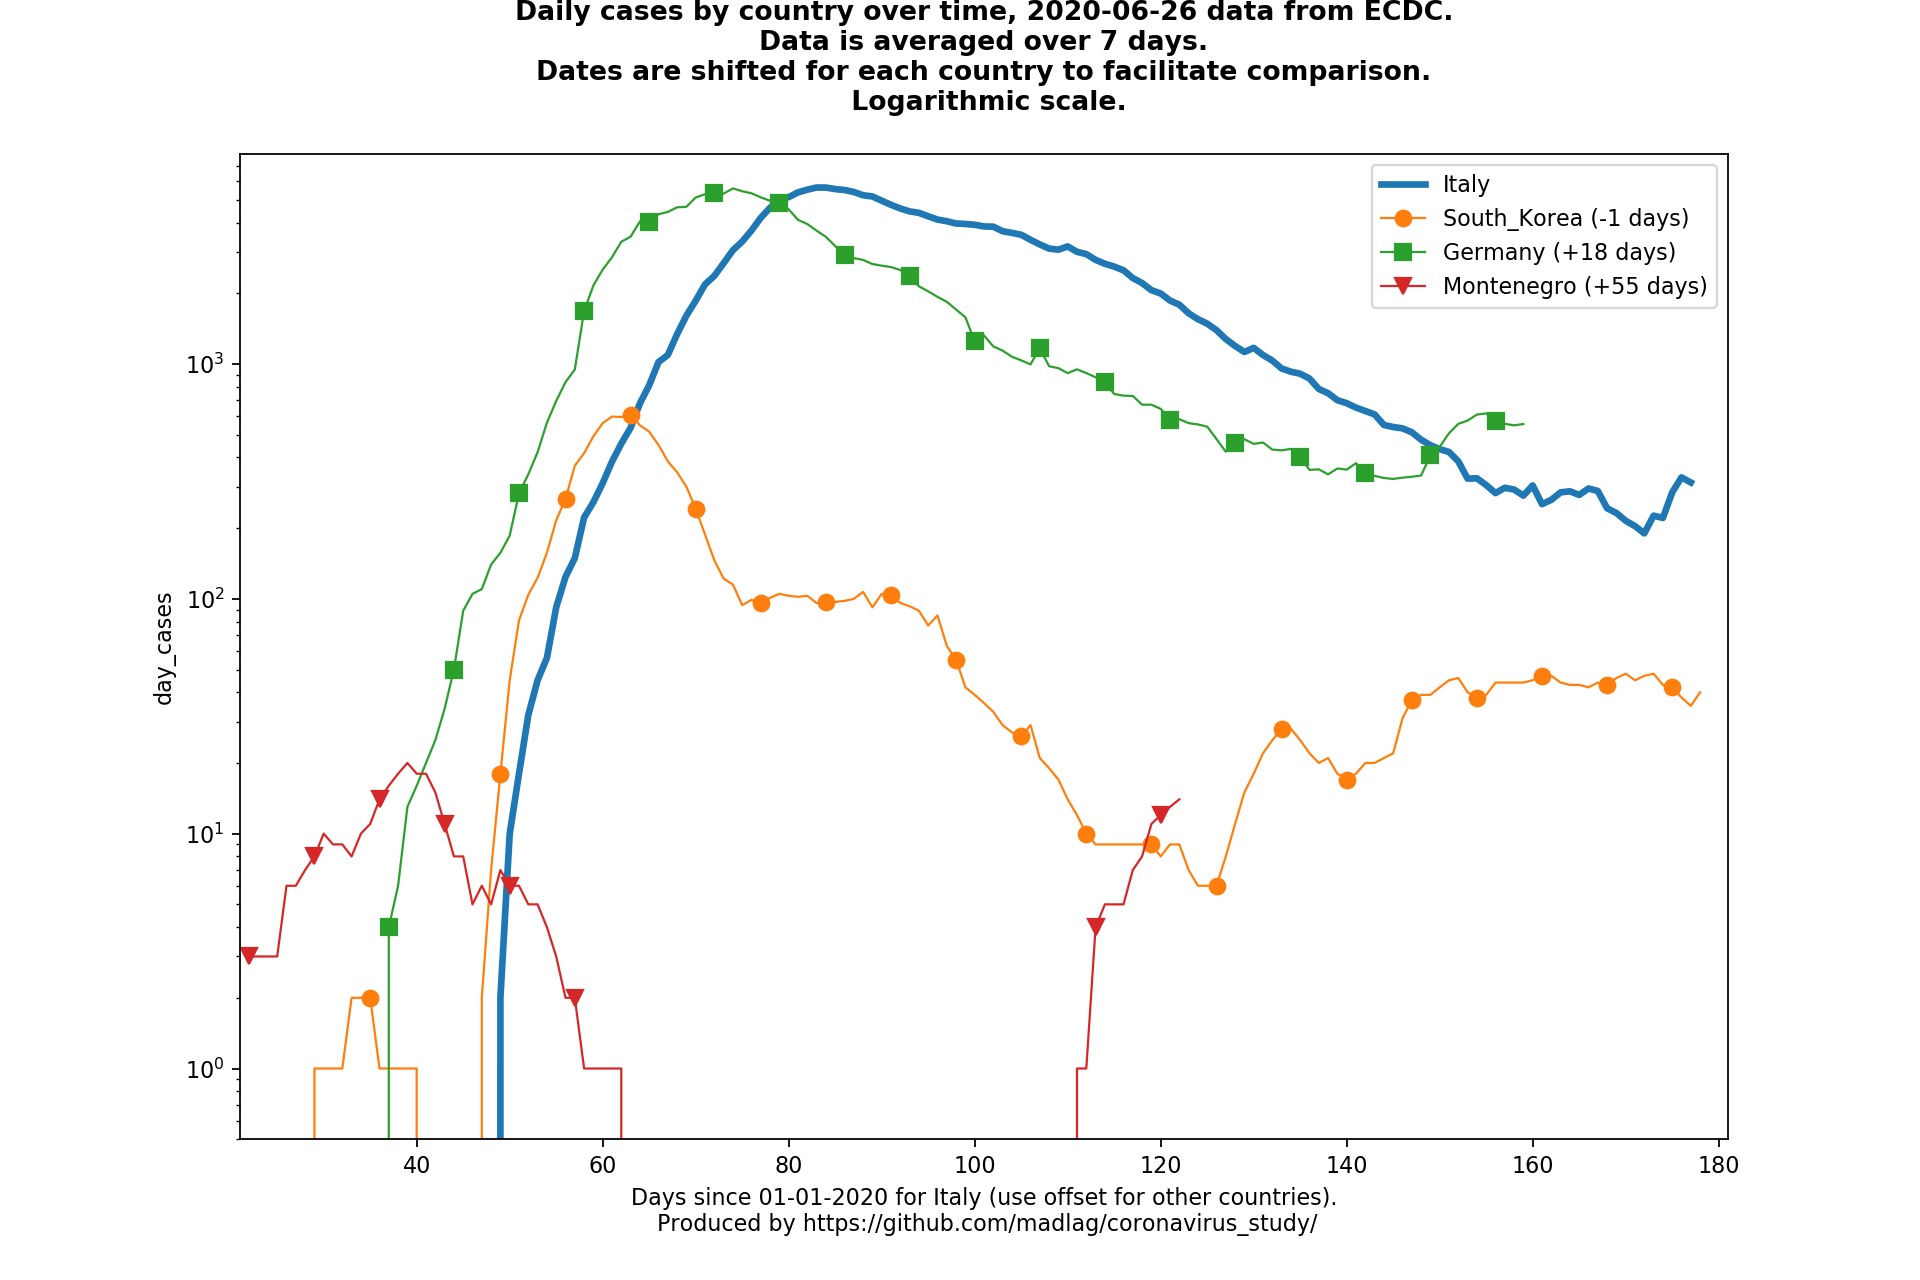 Daily cases by country over time, 2020-06-26 data from ECDC.
Data is averaged over 7 days.
Dates are shifted for each country to facilitate comparison.
Logarithmic scale.
Italy
South_Korea (-1 days)
Germany (+18 days)
Montenegro (+55 days)
day_cases
10³
10²
10¹
10⁰
40 60 80 100 120 140 160 180
Days since 01-01-2020 for Italy (use offset for other countries).
Produced by https://github.com/madlag/coronavirus_study/